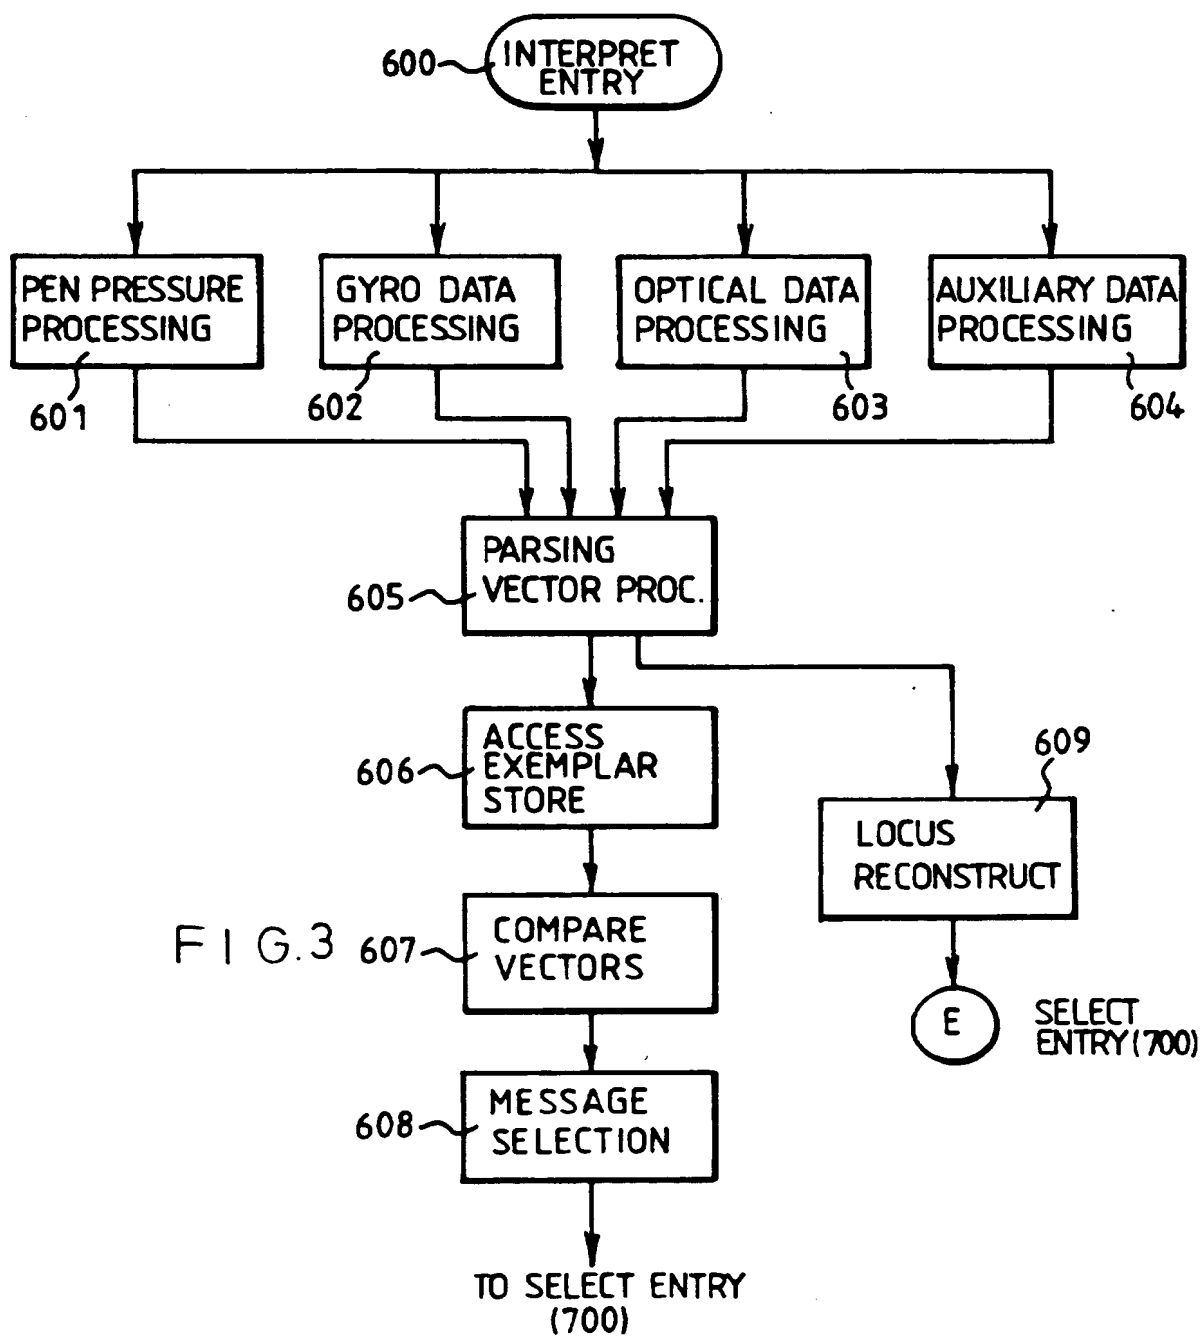 600
INTERPRET
ENTRY
PEN PRESSURE
PROCESSING
601
GYRO DATA
PROCESSING
602
OPTICAL DATA
PROCESSING
603
AUXILIARY DATA
PROCESSING
604
605
PARSING
VECTOR PROC.
606
ACCESS
EXEMPLAR
STORE
609
LOCUS
RECONSTRUCT
FIG.3
607
COMPARE
VECTORS
E
SELECT
ENTRY(700)
608
MESSAGE
SELECTION
TO SELECT ENTRY
(700)